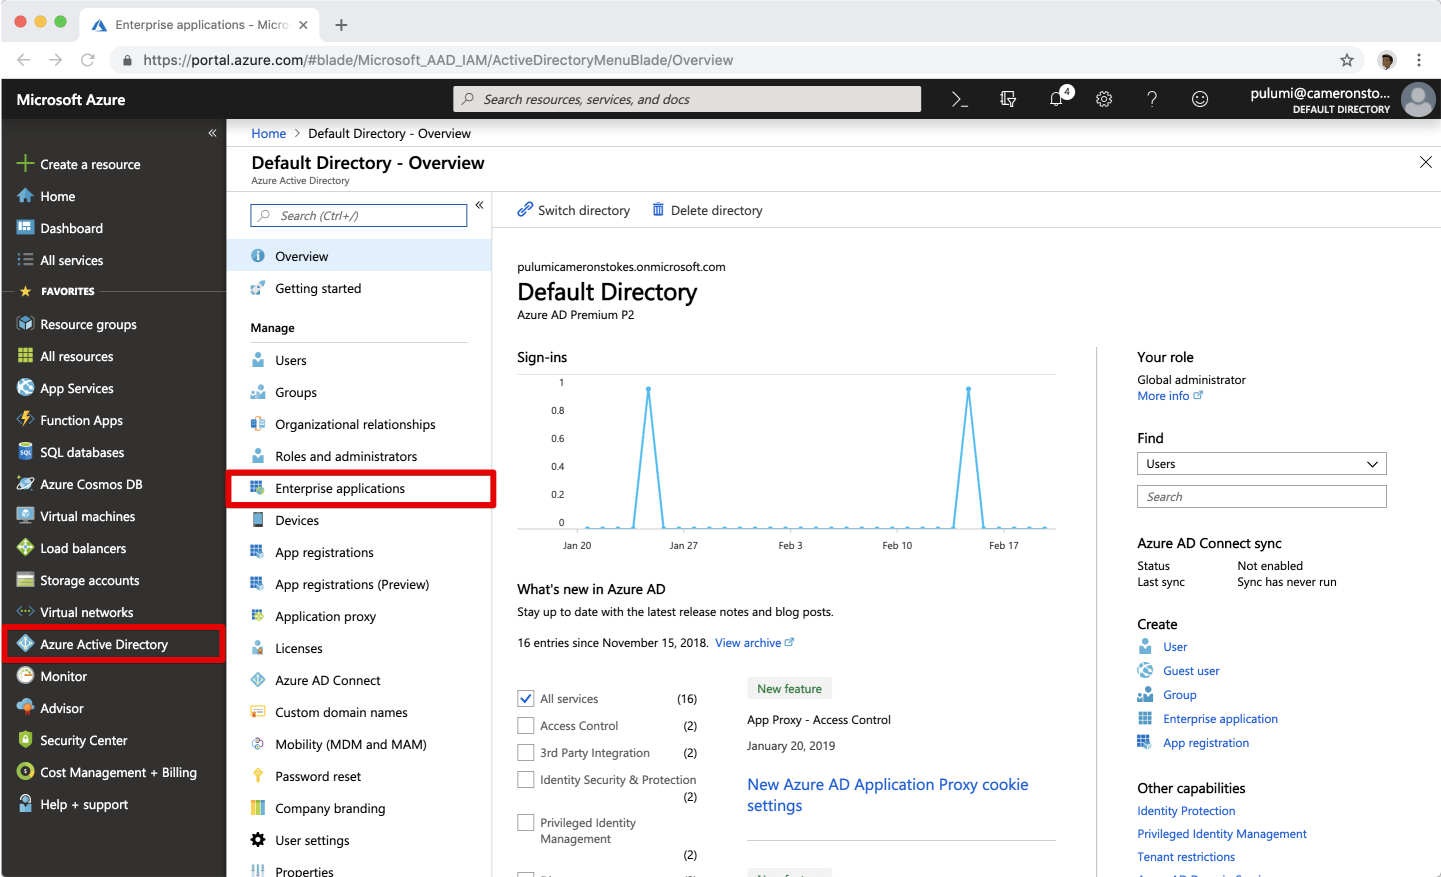 Enterprise applications - Micro
https://portal.azure.com/#blade/Microsoft_AAD_IAM/ActiveDirectoryMenuBlade/Overview
Microsoft Azure
Search resources, services, and docs
4
pulumi@cameronsto...
DEFAULT DIRECTORY
Create a resource
Home
Dashboard
All services
FAVORITES
Resource groups
All resources
App Services
Function Apps
SQL databases
Azure Cosmos DB
Virtual machines
Load balancers
Storage accounts
Virtual networks
Azure Active Directory
Monitor
Advisor
Security Center
Cost Management + Billing
Help + support
Home > Default Directory - Overview
Default Directory - Overview
Azure Active Directory
Search (Ctrl+/)
Overview
Getting started
Manage
Users
Groups
Organizational relationships
Roles and administrators
Enterprise applications
Devices
App registrations
App registrations (Preview)
Application proxy
Licenses
Azure AD Connect
Custom domain names
Mobility (MDM and MAM)
Password reset
Company branding
User settings
Properties
Switch directory
Delete directory
pulumicameronstokes.onmicrosoft.com
Default Directory
Azure AD Premium P2
Sign-ins
1
0.8
0.6
0.4
0.2
0
Jan 20 Jan 27 Feb 3 Feb 10 Feb 17
What's new in Azure AD
Stay up to date with the latest release notes and blog posts.
16 entries since November 15, 2018. View archive
All services (16)
Access Control (2)
3rd Party Integration (2)
Identity Security & Protection
(2)
Privileged Identity
Management
(2)
New feature
App Proxy - Access Control
January 20, 2019
New Azure AD Application Proxy cookie
settings
Your role
Global administrator
More info
Find
Users
Search
Azure AD Connect sync
Status Not enabled
Last sync Sync has never run
Create
User
Guest user
Group
Enterprise application
App registration
Other capabilities
Identity Protection
Privileged Identity Management
Tenant restrictions